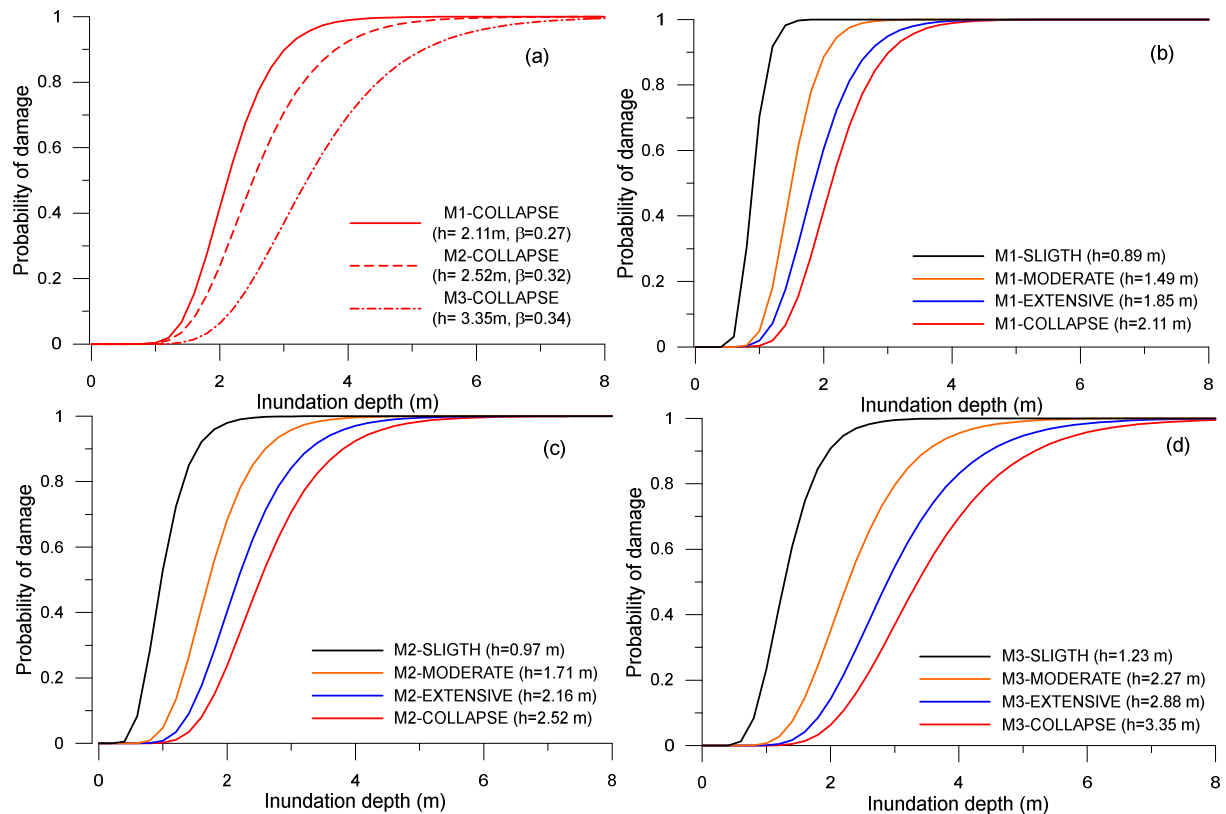 (a)
Probability of damage
1
0.8
0.6
0.4
0.2
0
M1-COLLAPSE
(h= 2.11m, β=0.27)
M2-COLLAPSE
(h= 2.52m, β=0.32)
M3-COLLAPSE
(h= 3.35m, β=0.34)
0 2 4 6 8
Inundation depth (m)
(b)
Probability of damage
1
0.8
0.6
0.4
0.2
0
M1-SLIGTH (h=0.89 m)
M1-MODERATE (h=1.49 m)
M1-EXTENSIVE (h=1.85 m)
M1-COLLAPSE (h=2.11 m)
0 2 4 6 8
Inundation depth (m)
(c)
Probability of damage
1
0.8
0.6
0.4
0.2
0
M2-SLIGTH (h=0.97 m)
M2-MODERATE (h=1.71 m)
M2-EXTENSIVE (h=2.16 m)
M2-COLLAPSE (h=2.52 m)
0 2 4 6 8
Inundation depth (m)
(d)
Probability of damage
1
0.8
0.6
0.4
0.2
0
M3-SLIGTH (h=1.23 m)
M3-MODERATE (h=2.27 m)
M3-EXTENSIVE (h=2.88 m)
M3-COLLAPSE (h=3.35 m)
0 2 4 6 8
Inundation depth (m)